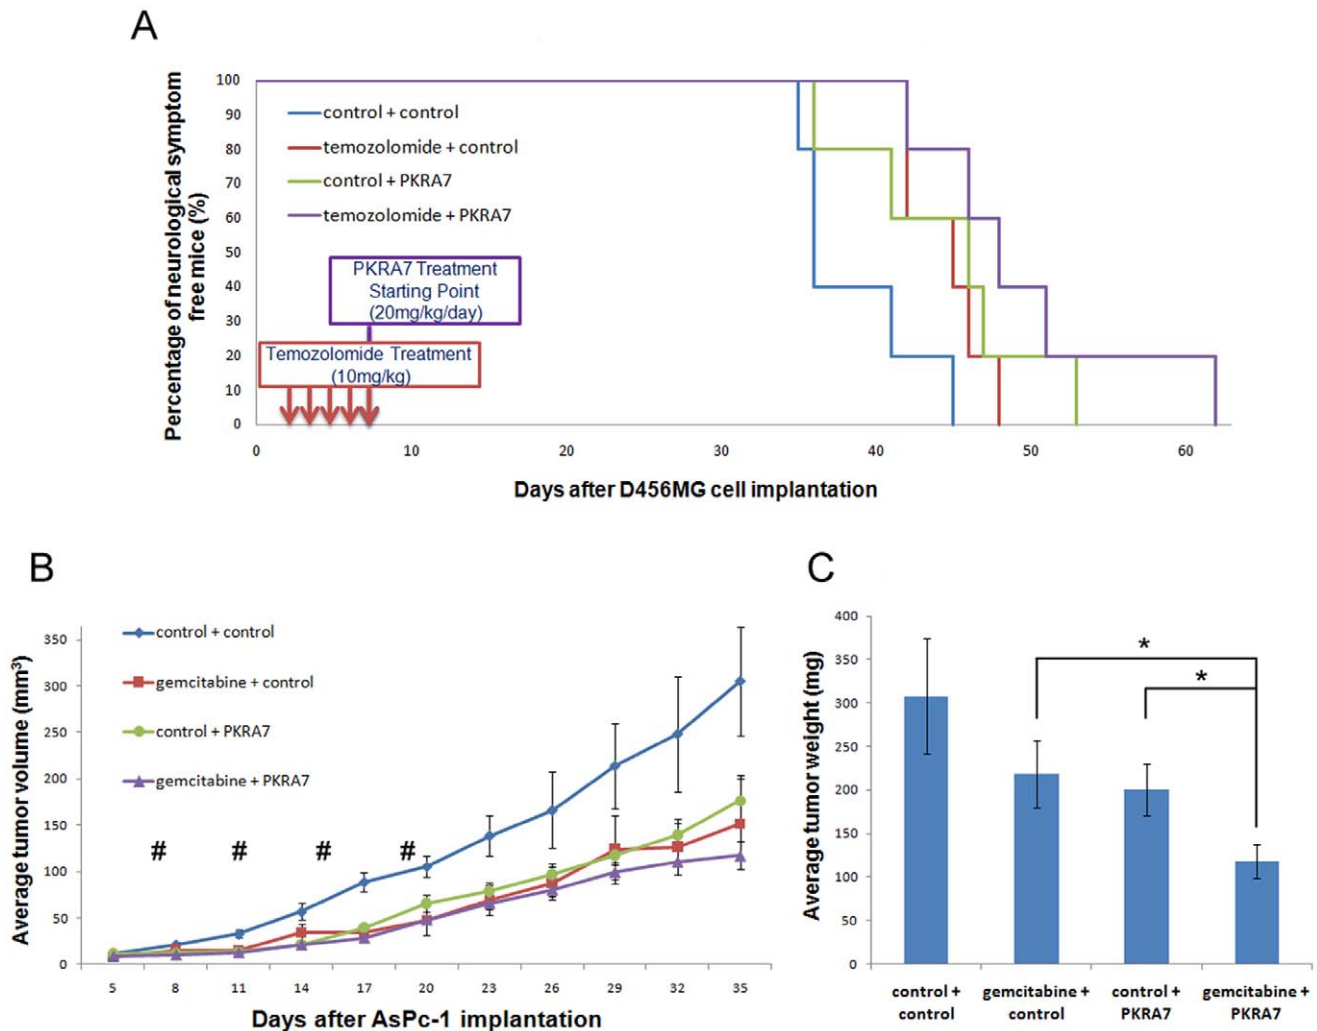 A
Percentage of neurological symptom
free mice (%)
100
90
80
70
60
50
40
30
20
10
0
control + control
temozolomide + control
control + PKRA7
temozolomide + PKRA7
PKRA7 Treatment
Starting Point
(20mg/kg/day)
Temozolomide Treatment
(10mg/kg)
0 10 20 30 40 50 60
Days after D456MG cell implantation
B
Average tumor volume (mm³)
350
300
250
200
150
100
50
0
control + control
gemcitabine + control
control + PKRA7
gemcitabine + PKRA7
# # # #
5 8 11 14 17 20 23 26 29 32 35
Days after AsPc-1 implantation
C
Average tumor weight (mg)
400
350
300
250
200
150
100
50
0
*
*
control +
control
gemcitabine +
control
control +
PKRA7
gemcitabine +
PKRA7